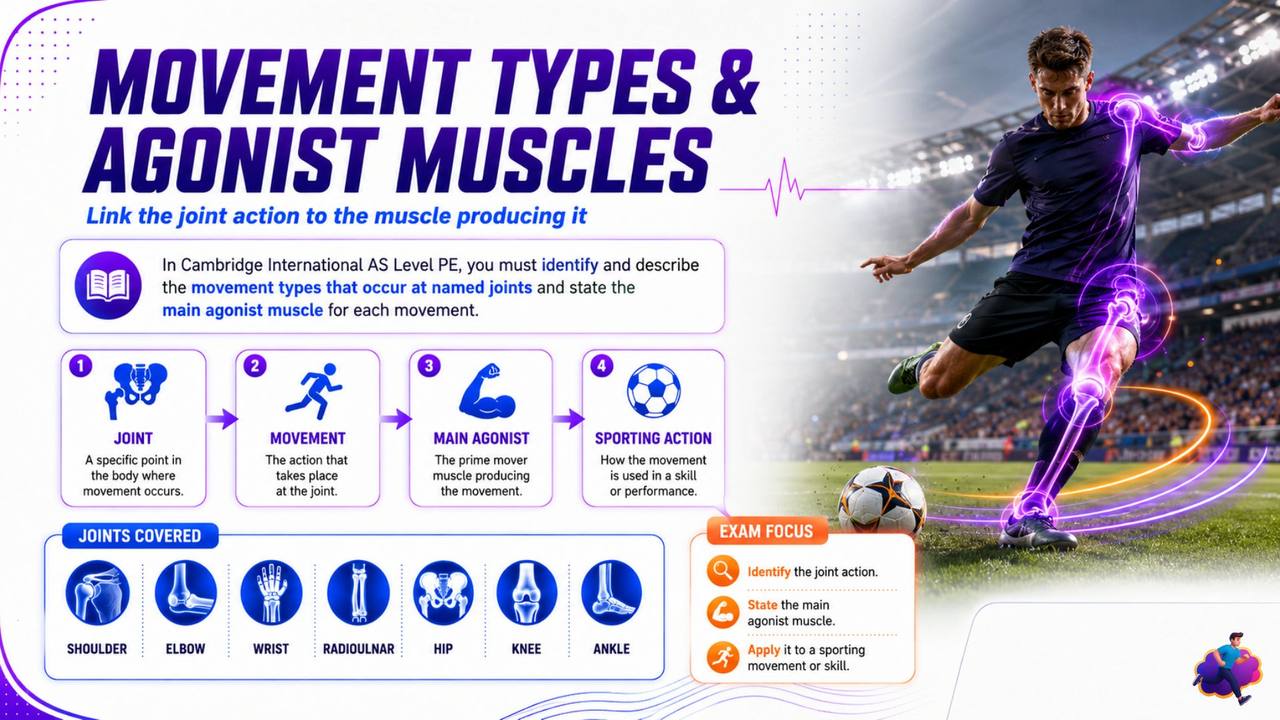 MOVEMENT TYPES &
AGONIST MUSCLES
Link the joint action to the muscle producing it
In Cambridge International AS Level PE, you must identify and describe
the movement types that occur at named joints and state the
main agonist muscle for each movement.
1
JOINT
A specific point in
the body where
movement occurs.
2
MOVEMENT
The action that
takes place
at the joint.
3
MAIN AGONIST
The prime mover
muscle producing
the movement.
4
SPORTING ACTION
How the movement
is used in a skill
or performance.
JOINTS COVERED
SHOULDER
ELBOW
WRIST
RADIOULNAR
HIP
KNEE
ANKLE
EXAM FOCUS
Identify the joint action.
State the main
agonist muscle.
Apply it to a sporting
movement or skill.